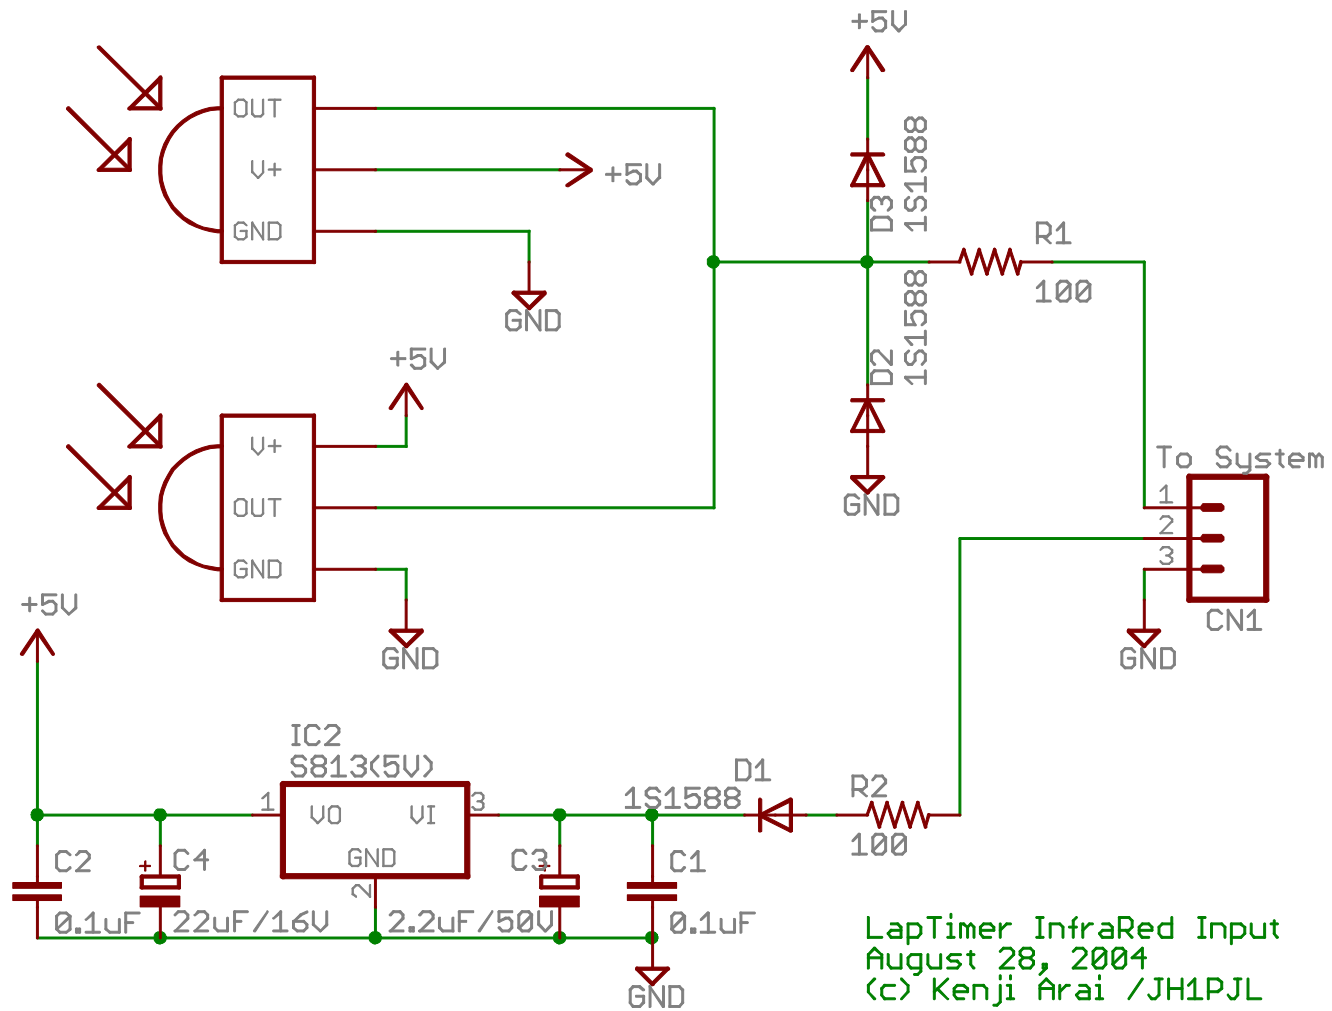 +5V
OUT
V+
GND
+5V
GND
D3
1S1588
D2
1S1588
GND
R1
100
+5V
V+
OUT
GND
GND
To System
1
2
3
CN1
GND
+5V
IC2
S813(5V)
1
VO
VI
3
GND
2
C2
0.1uF
+
C4
22uF/16V
C3
+
2.2uF/50V
C1
0.1uF
GND
D1
1S1588
R2
100
LapTimer InfraRed Input
August 28, 2004
(c) Kenji Arai /JH1PJL